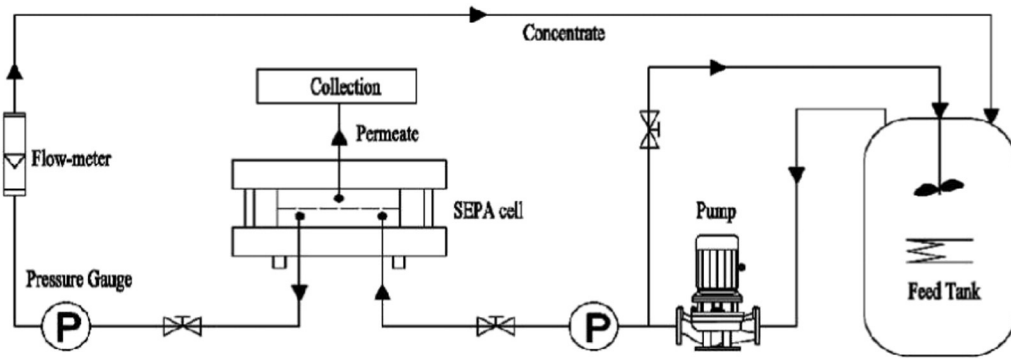 Concentrate
Collection
Permeate
Flow-meter
SEPA cell
Pump
Pressure Gauge
Feed Tank
P
P